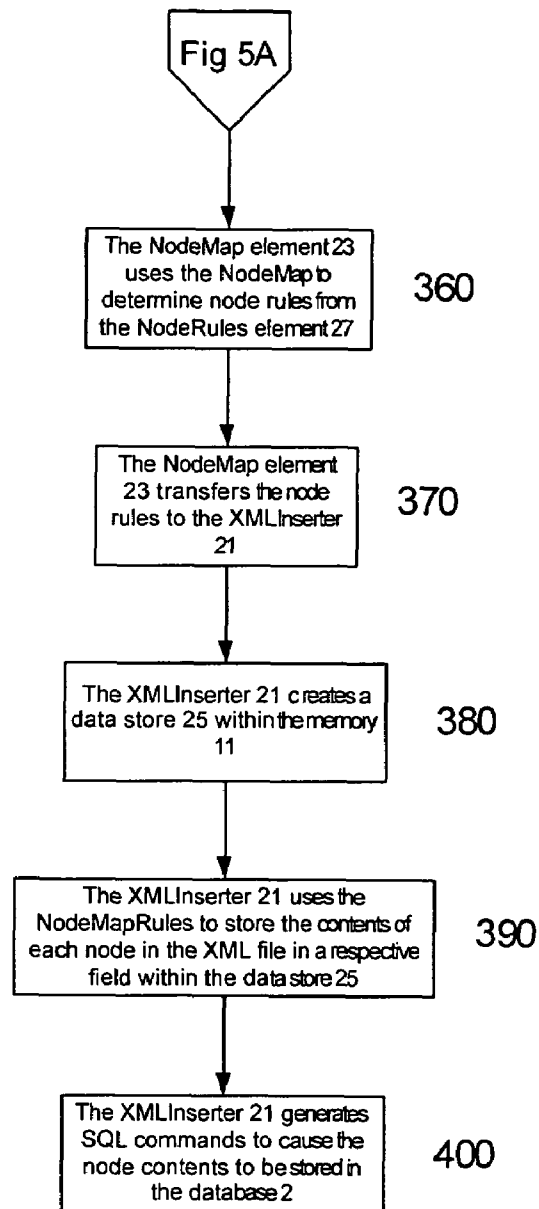 Fig 5A
The NodeMap element 23
uses the NodeMap to
determine node rules from
the NodeRules element 27
360
The NodeMap element
23 transfers the node
rules to the XMLInserter
21
370
The XMLInserter 21 creates a
data store 25 within the memory
11
380
The XMLInserter 21 uses the
NodeMapRules to store the contents of
each node in the XML file in a respective
field within the data store 25
390
The XMLInserter 21 generates
SQL commands to cause the
node contents to be stored in
the database 2
400